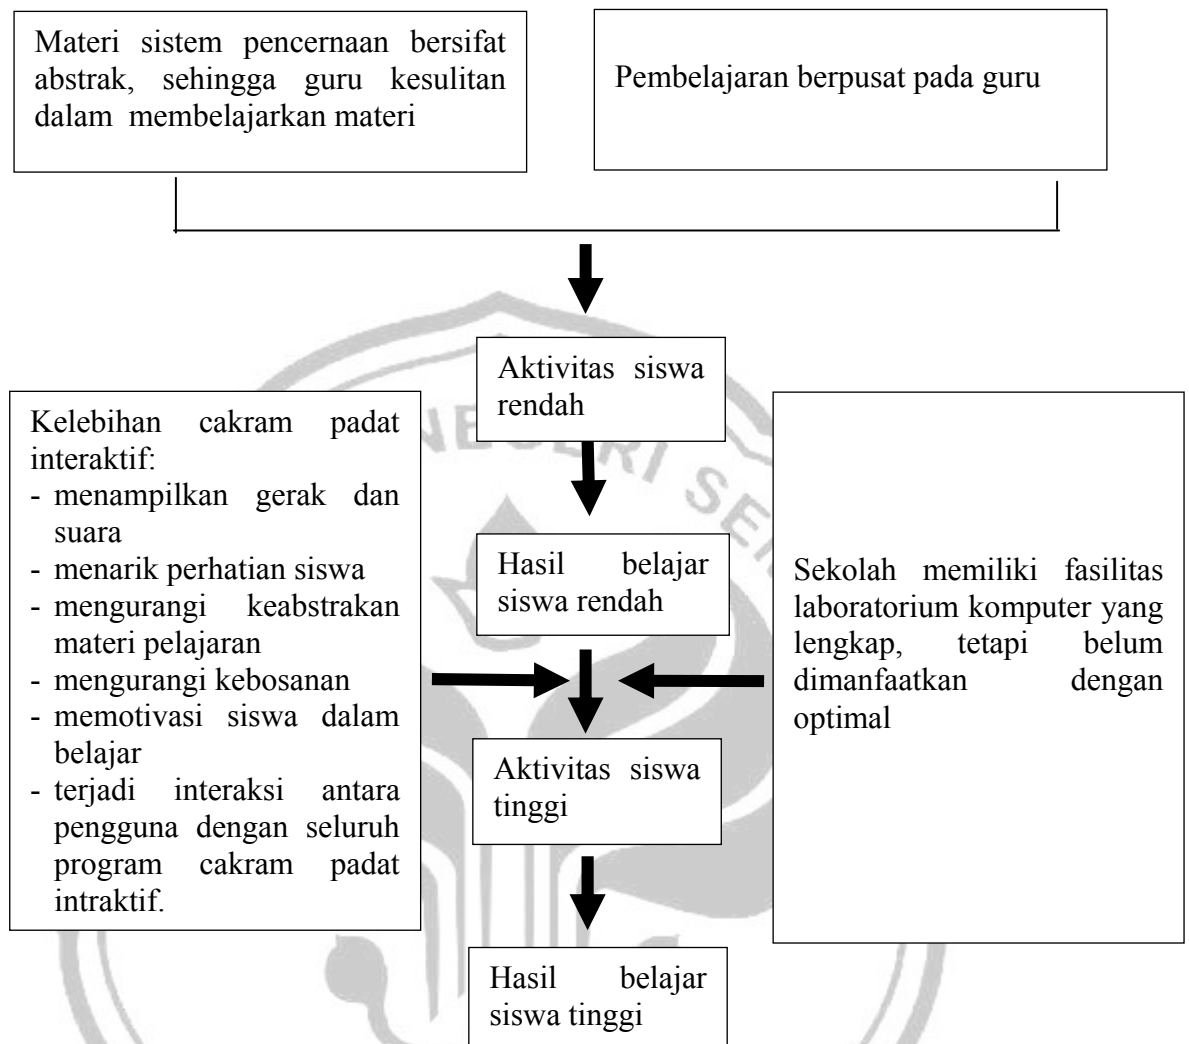 Materi sistem pencernaan bersifat
abstrak, sehingga guru kesulitan
dalam membelajarkan materi
Pembelajaran berpusat pada guru
Aktivitas siswa
rendah
Kelebihan cakram padat
interaktif:
- menampilkan gerak dan
suara
- menarik perhatian siswa
- mengurangi keabstrakan
materi pelajaran
- mengurangi kebosanan
- memotivasi siswa dalam
belajar
- terjadi interaksi antara
pengguna dengan seluruh
program cakram padat
intraktif.
Hasil belajar
siswa rendah
Sekolah memiliki fasilitas
laboratorium komputer yang
lengkap, tetapi belum
dimanfaatkan dengan
optimal
Aktivitas siswa
tinggi
Hasil belajar
siswa tinggi